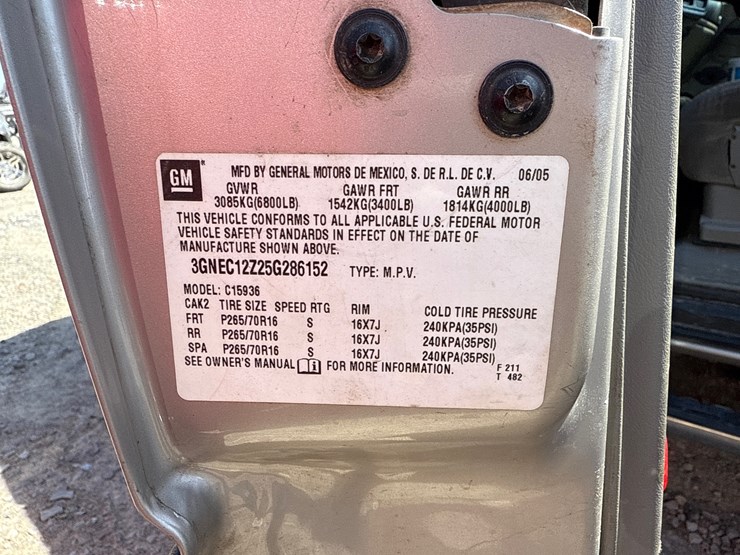 GM
MFD BY GENERAL MOTORS DE MEXICO, S. DE R.L. DE C.V. 06/05
GVWR GAWR FRT GAWR RR
3085KG(6800LB) 1542KG(3400LB) 1814KG(4000LB)
THIS VEHICLE CONFORMS TO ALL APPLICABLE U.S. FEDERAL MOTOR
VEHICLE SAFETY STANDARDS IN EFFECT ON THE DATE OF
MANUFACTURE SHOWN ABOVE.
3GNEC12Z25G286152 TYPE: M.P.V.
MODEL: C15936
CAK2 TIRE SIZE SPEED RTG RIM COLD TIRE PRESSURE
FRT P265/70R16 S 16X7J 240KPA(35PSI)
RR P265/70R16 S 16X7J 240KPA(35PSI)
SPA P265/70R16 S 16X7J 240KPA(35PSI)
SEE OWNER'S MANUAL FOR MORE INFORMATION.
F 211
T 482